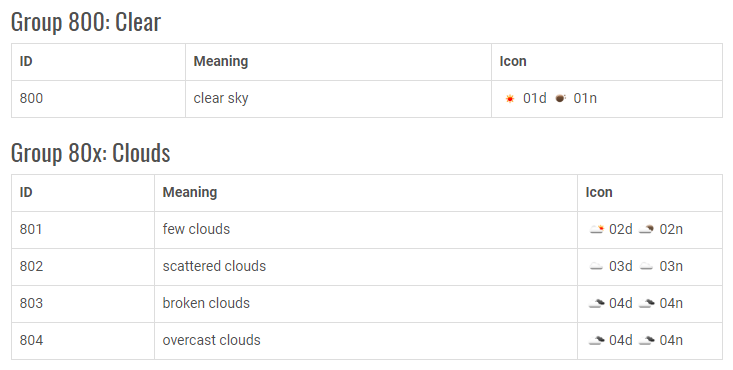 Group 800: Clear
ID Meaning Icon
800 clear sky 01d 01n
Group 80x: Clouds
ID Meaning Icon
801 few clouds 02d 02n
802 scattered clouds 03d 03n
803 broken clouds 04d 04n
804 overcast clouds 04d 04n